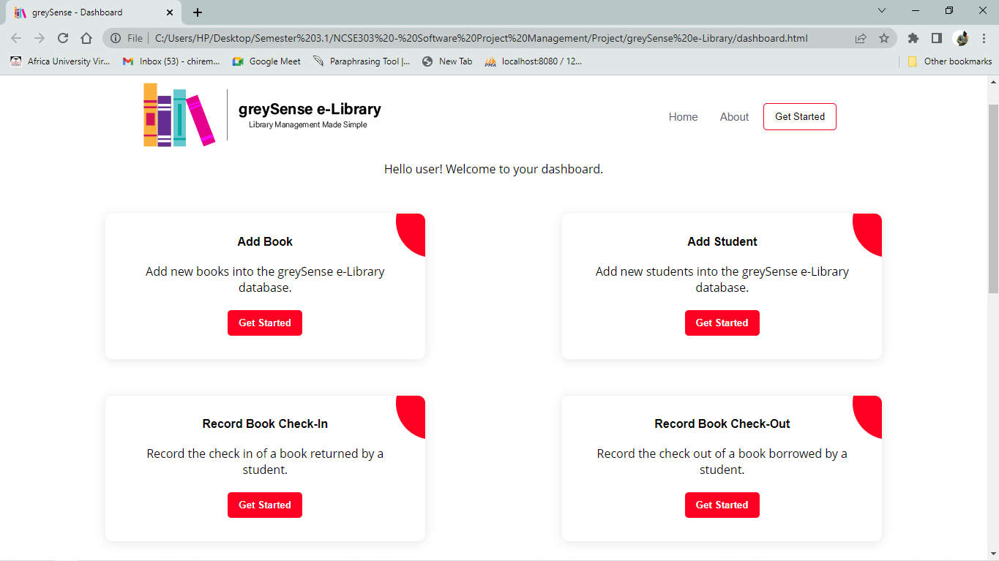 greySense - Dashboard
File
C:/Users/HP/Desktop/Semester%203.1/NCSE303%20-%20Software%20Project%20Management/Project/greySense%20e-Library/dashboard.html
Africa University Vir...
Inbox (53) - chirem...
Google Meet
Paraphrasing Tool |...
New Tab
PMA
localhost:8080 / 12...
Other bookmarks
greySense e-Library
Library Management Made Simple
Home
About
Get Started
Hello user! Welcome to your dashboard.
Add Book
Add new books into the greySense e-Library
database.
Get Started
Add Student
Add new students into the greySense e-Library
database.
Get Started
Record Book Check-In
Record the check in of a book returned by a
student.
Get Started
Record Book Check-Out
Record the check out of a book borrowed by a
student.
Get Started